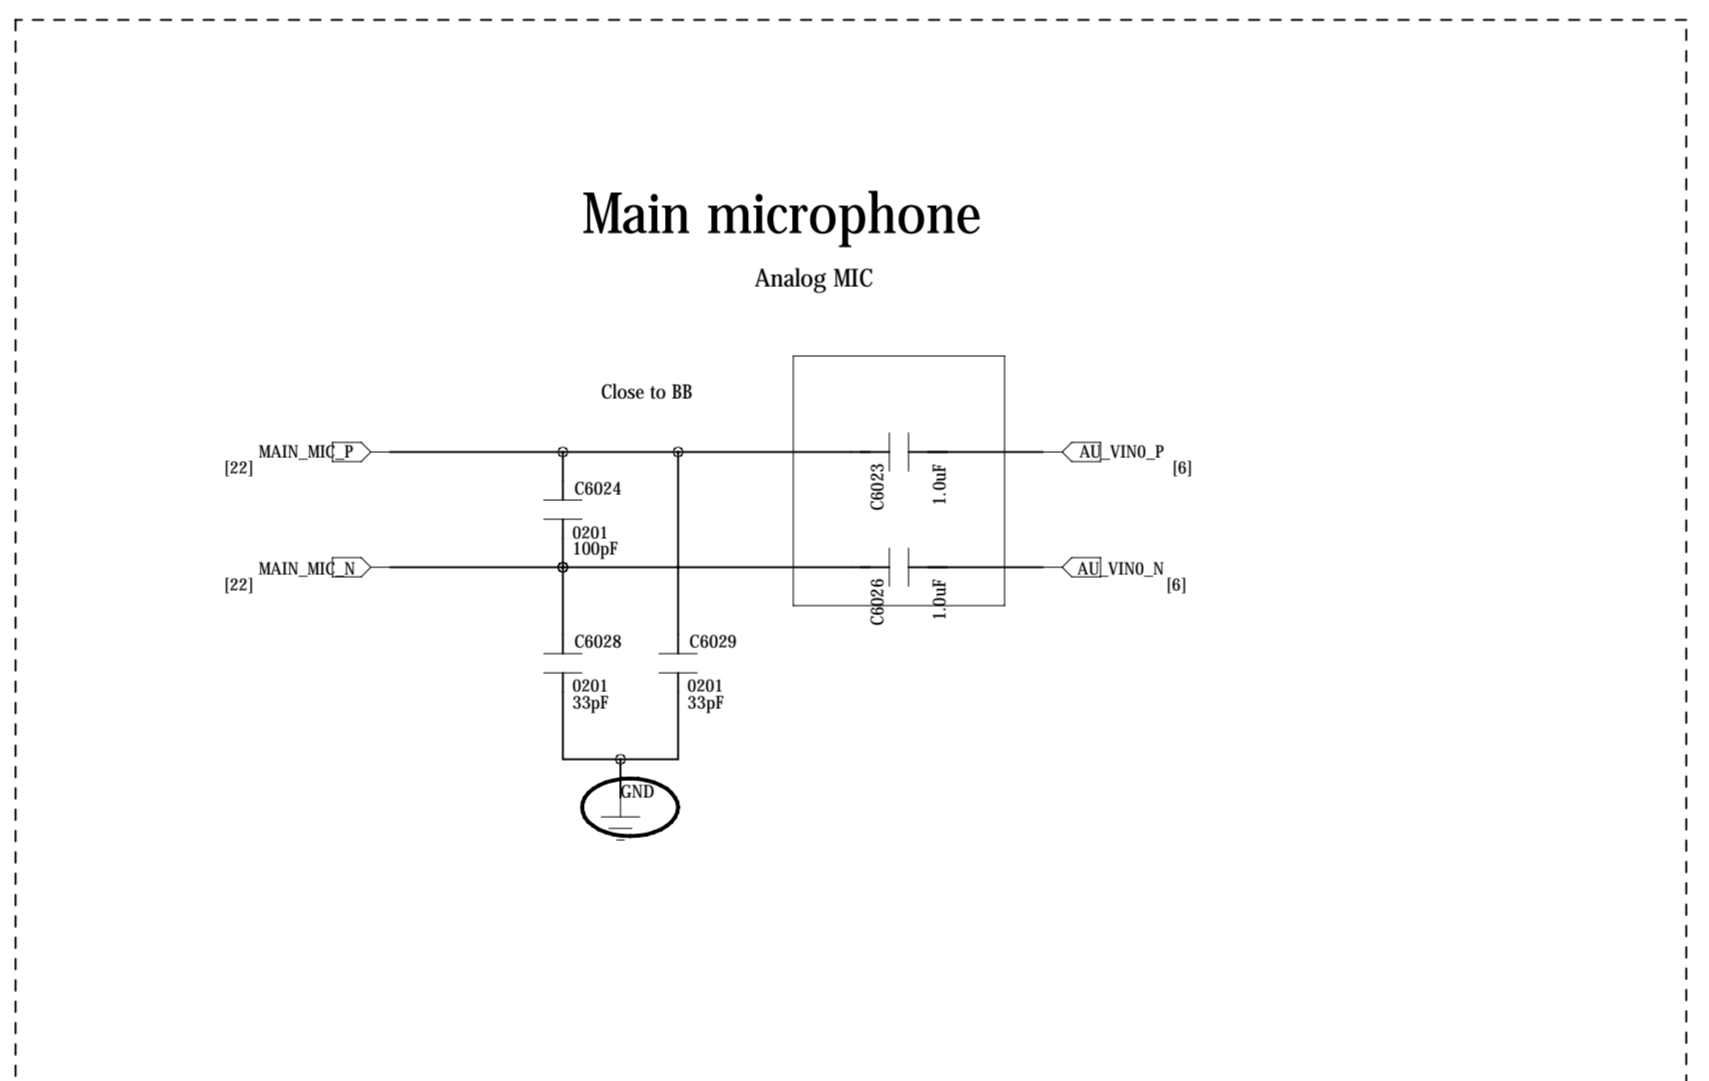 Main microphone
Analog MIC
Close to BB
MAIN_MIC_P
[22]
AU_VIN0_P
[6]
C6023
1.0uF
C6024
0201
100pF
MAIN_MIC_N
[22]
AU_VIN0_N
[6]
C6026
1.0uF
C6028
0201
33pF
C6029
0201
33pF
GND